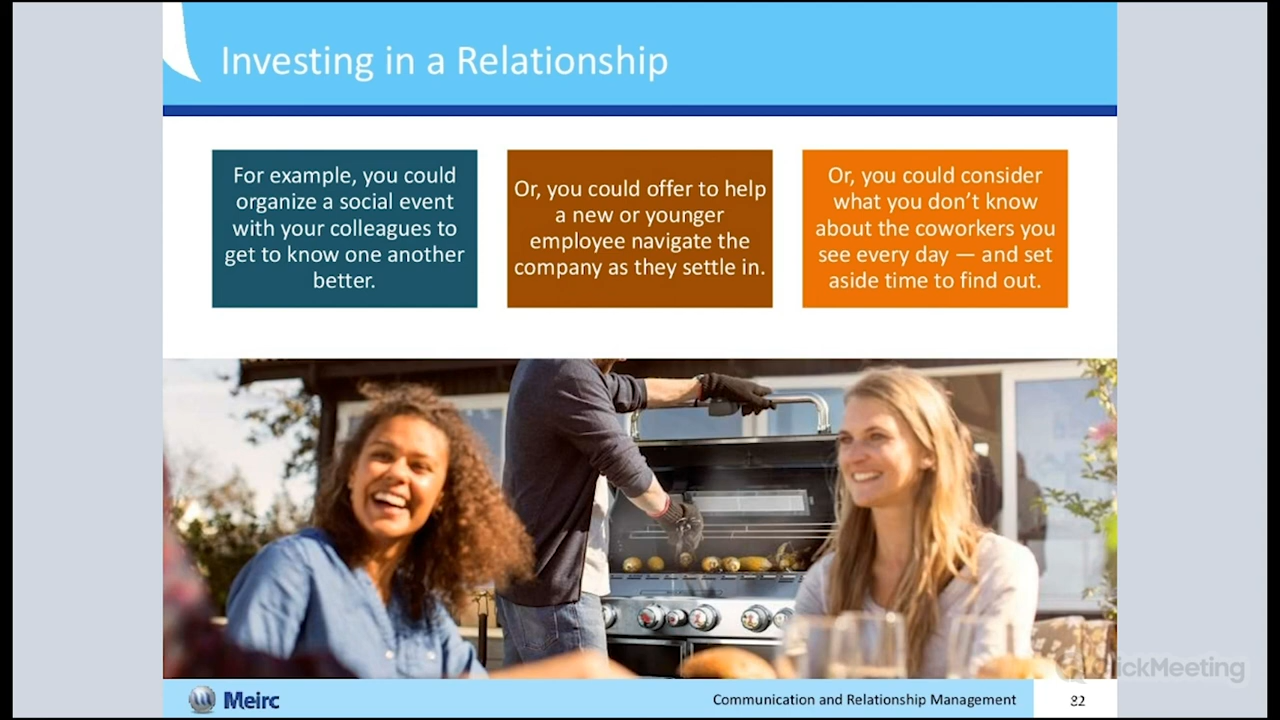 Investing in a Relationship
For example, you could
organize a social event
with your colleagues to
get to know one another
better.
Or, you could offer to help
a new or younger
employee navigate the
company as they settle in.
Or, you could consider
what you don’t know
about the coworkers you
see every day — and set
aside time to find out.
ClickMeeting
Meirc
Communication and Relationship Management
82